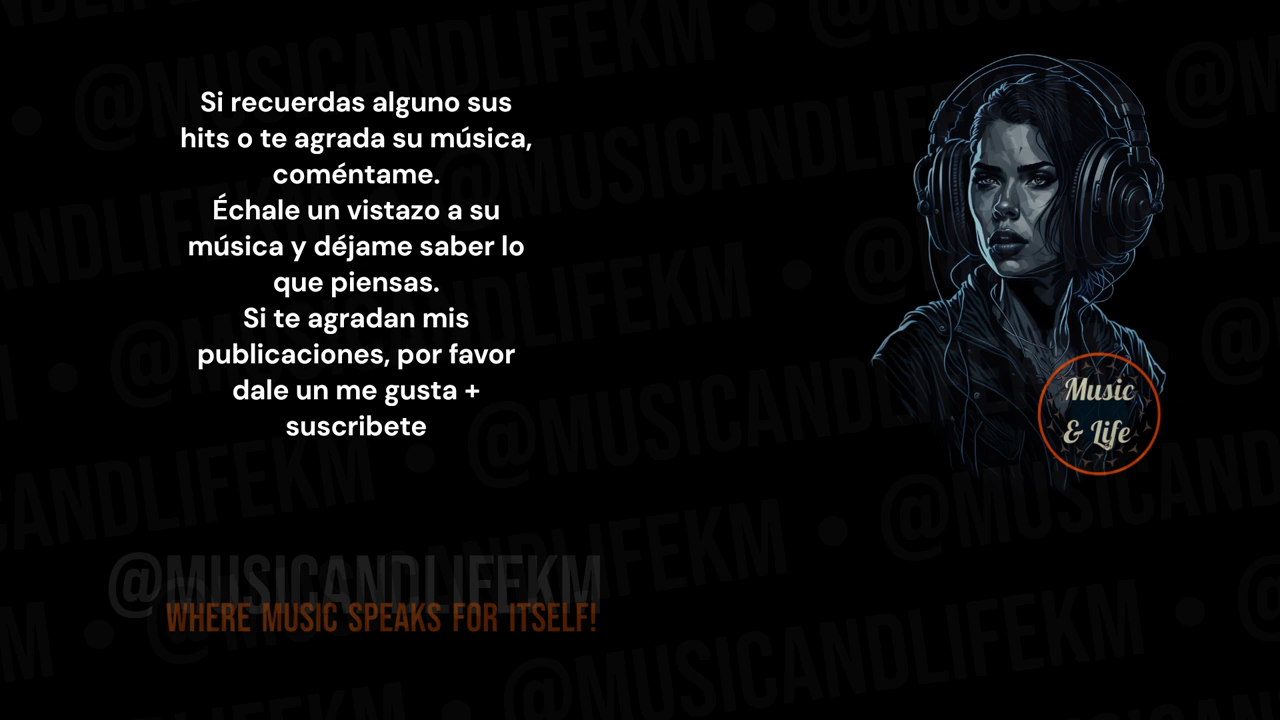 Si recuerdas alguno sus
hits o te agrada su música,
coméntame.
Échale un vistazo a su
música y déjame saber lo
que piensas.
Si te agradan mis
publicaciones, por favor
dale un me gusta +
suscribete
Music
& Life
@MUSICANDLIFEKM
WHERE MUSIC SPEAKS FOR ITSELF!